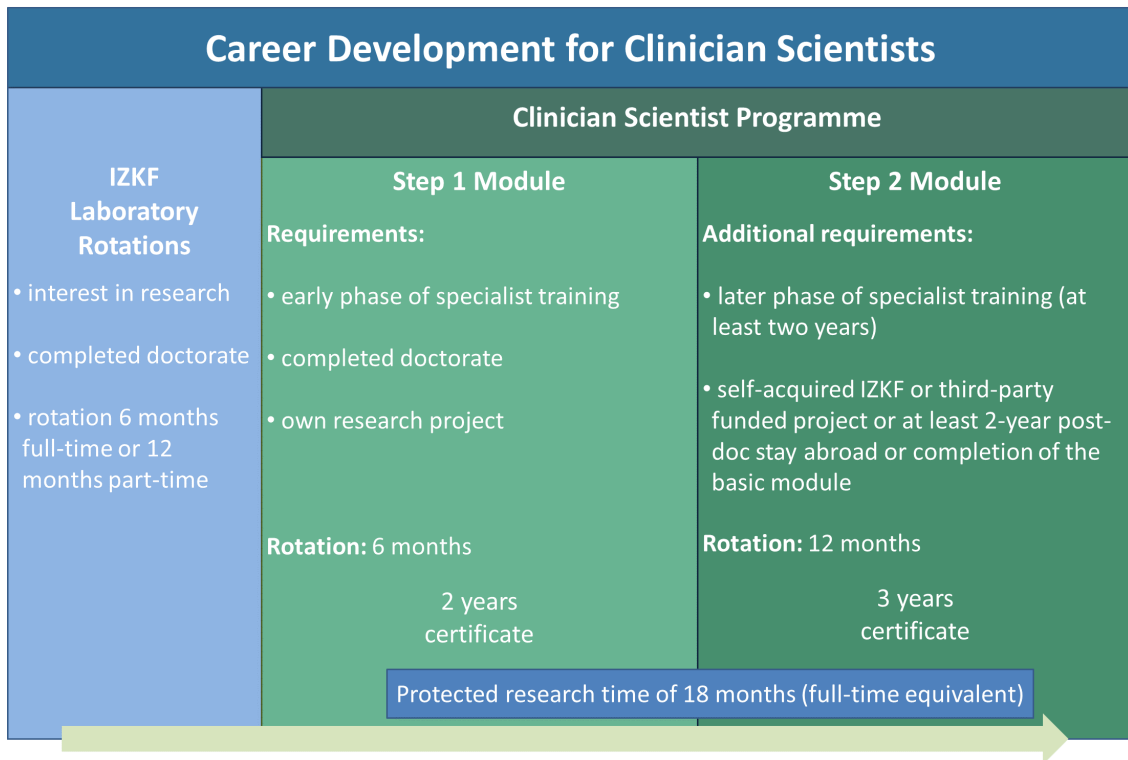 Career Development for Clinician Scientists
Clinician Scientist Programme
IZKF
Laboratory
Rotations
• interest in research
• completed doctorate
• rotation 6 months
full-time or 12
months part-time
Step 1 Module
Requirements:
• early phase of specialist training
• completed doctorate
• own research project
Rotation: 6 months
2 years
certificate
Step 2 Module
Additional requirements:
• later phase of specialist training (at
least two years)
• self-acquired IZKF or third-party
funded project or at least 2-year post-
doc stay abroad or completion of the
basic module
Rotation: 12 months
3 years
certificate
Protected research time of 18 months (full-time equivalent)